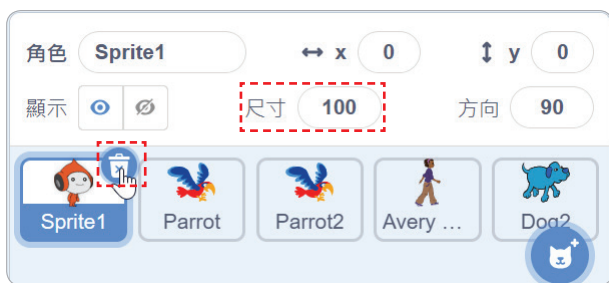 角色 Sprite1 x 0 y 0
顯示 尺寸 100 方向 90
Sprite1 Parrot Parrot2 Avery ... Dog2